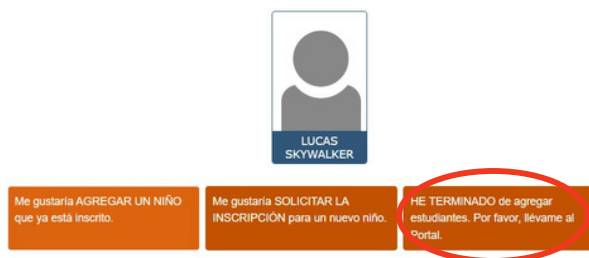 LUCAS
SKYWALKER
Me gustaría AGREGAR UN NIÑO
que ya está inscrito.
Me gustaría SOLICITAR LA
INSCRIPCIÓN para un nuevo niño.
HE TERMINADO de agregar
estudiantes. Por favor, llévame al
Portal.